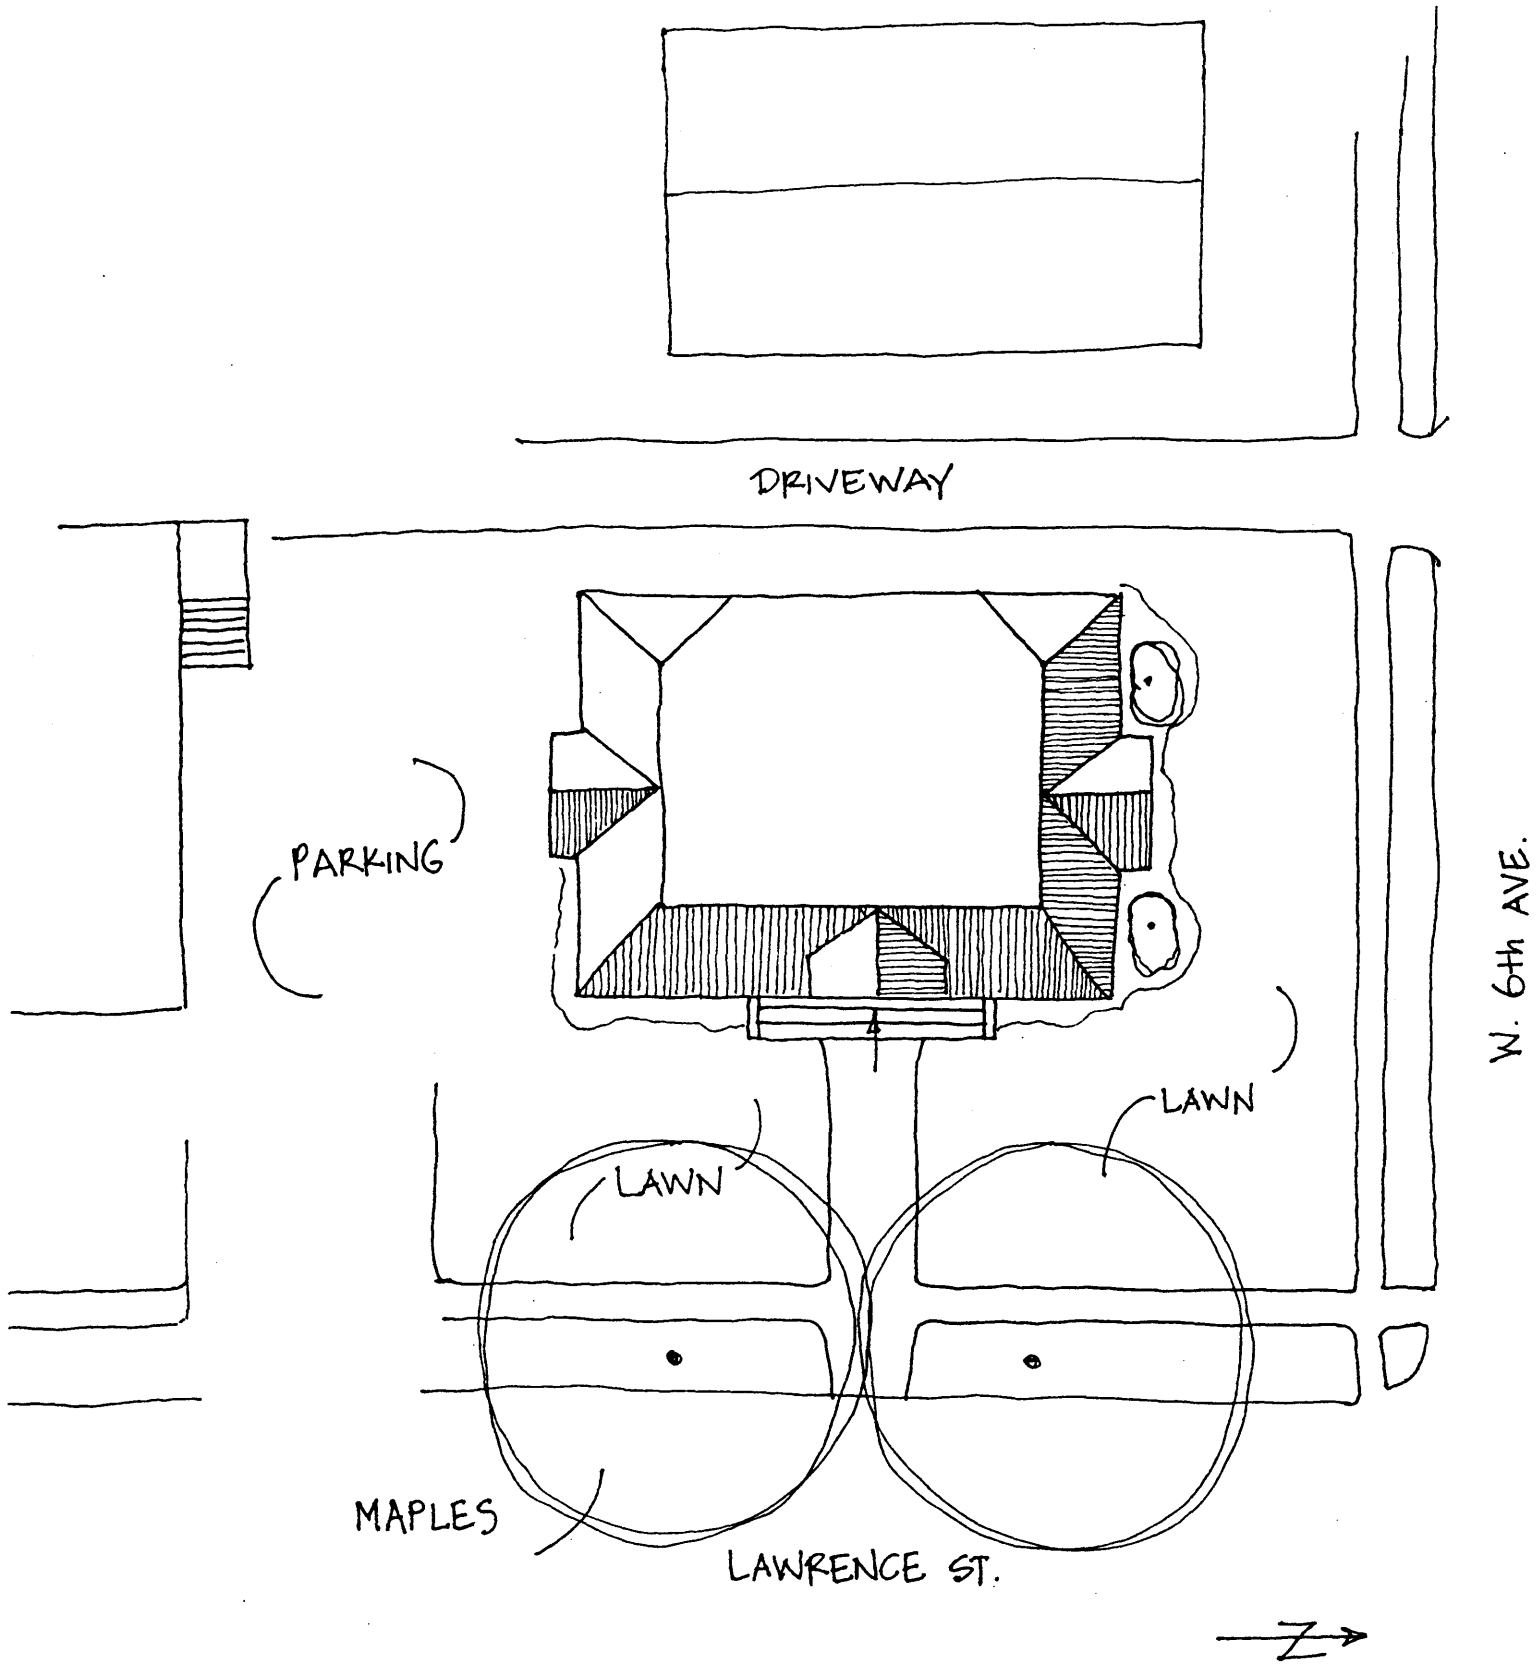 DRIVEWAY
PARKING
W. 6th AVE.
LAWN
LAWN
MAPLES
LAWRENCE ST.
N